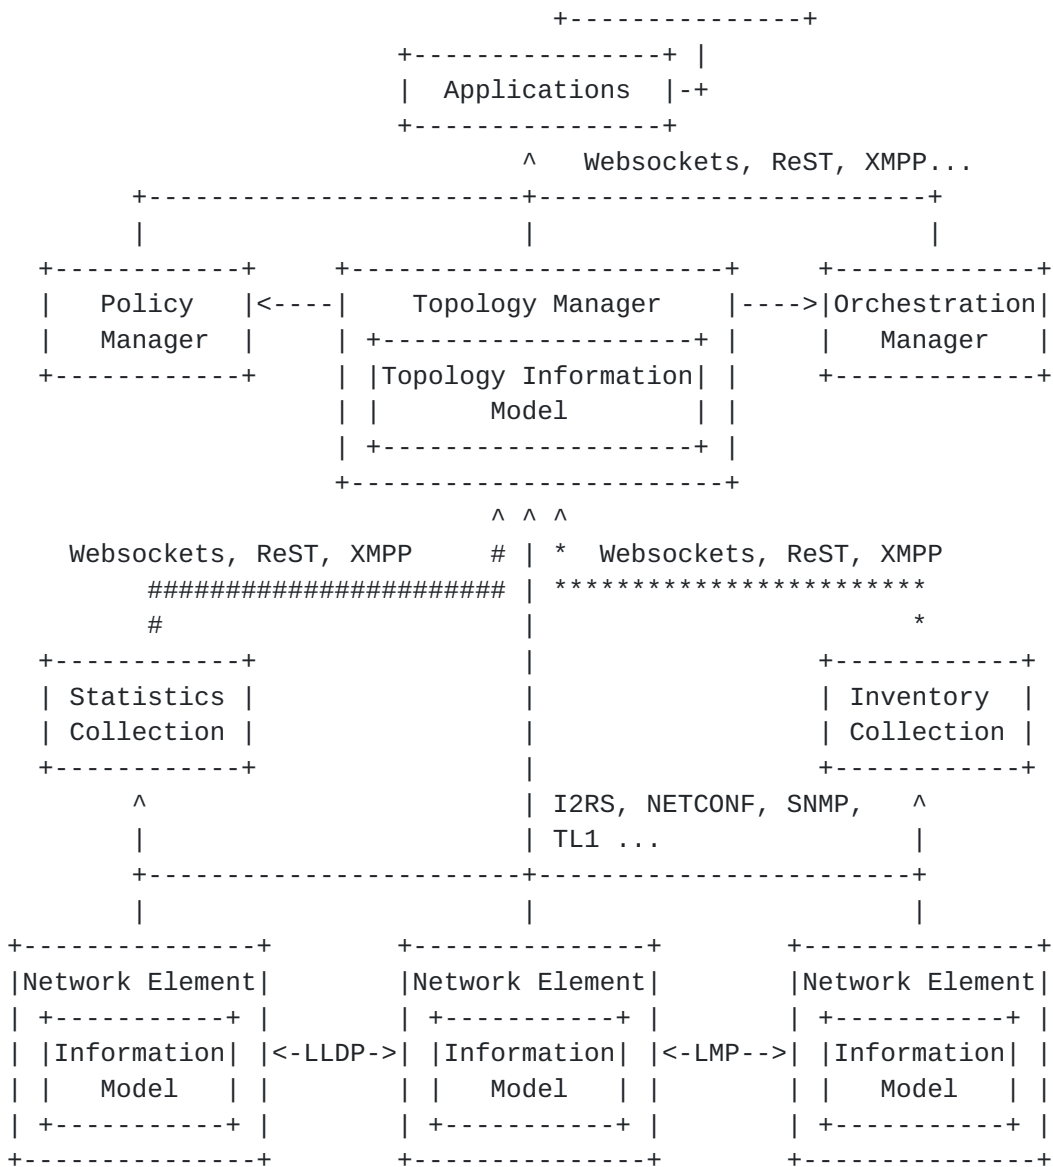 +---------------+
                         +----------------+ |
                         |  Applications  |-+
                         +----------------+
                                 ^   Websockets, ReST, XMPP...
        +------------------------+-------------------------+
        |                        |                         |
  +------------+     +------------------------+     +-------------+
  |   Policy   |<----|    Topology Manager    |---->|Orchestration|
  |   Manager  |     | +--------------------+ |     |   Manager   |
  +------------+     | |Topology Information| |     +-------------+
                     | |       Model        | |
                     | +--------------------+ |
                     +------------------------+
                               ^ ^ ^
    Websockets, ReST, XMPP     # | *  Websockets, ReST, XMPP
         ####################### | ************************
         #                       |                        *
  +------------+                 |                  +------------+
  | Statistics |                 |                  | Inventory  |
  | Collection |                 |                  | Collection |
  +------------+                 |                  +------------+
        ^                        | I2RS, NETCONF, SNMP,   ^
        |                        | TL1 ...                |
        +------------------------+------------------------+
        |                        |                        |
+---------------+        +---------------+        +---------------+
|Network Element|        |Network Element|        |Network Element|
| +-----------+ |        | +-----------+ |        | +-----------+ |
| |Information| |<-LLDP->| |Information| |<-LMP-->| |Information| |
| |   Model   | |        | |   Model   | |        | |   Model   | |
| +-----------+ |        | +-----------+ |        | +-----------+ |
+---------------+        +---------------+        +---------------+